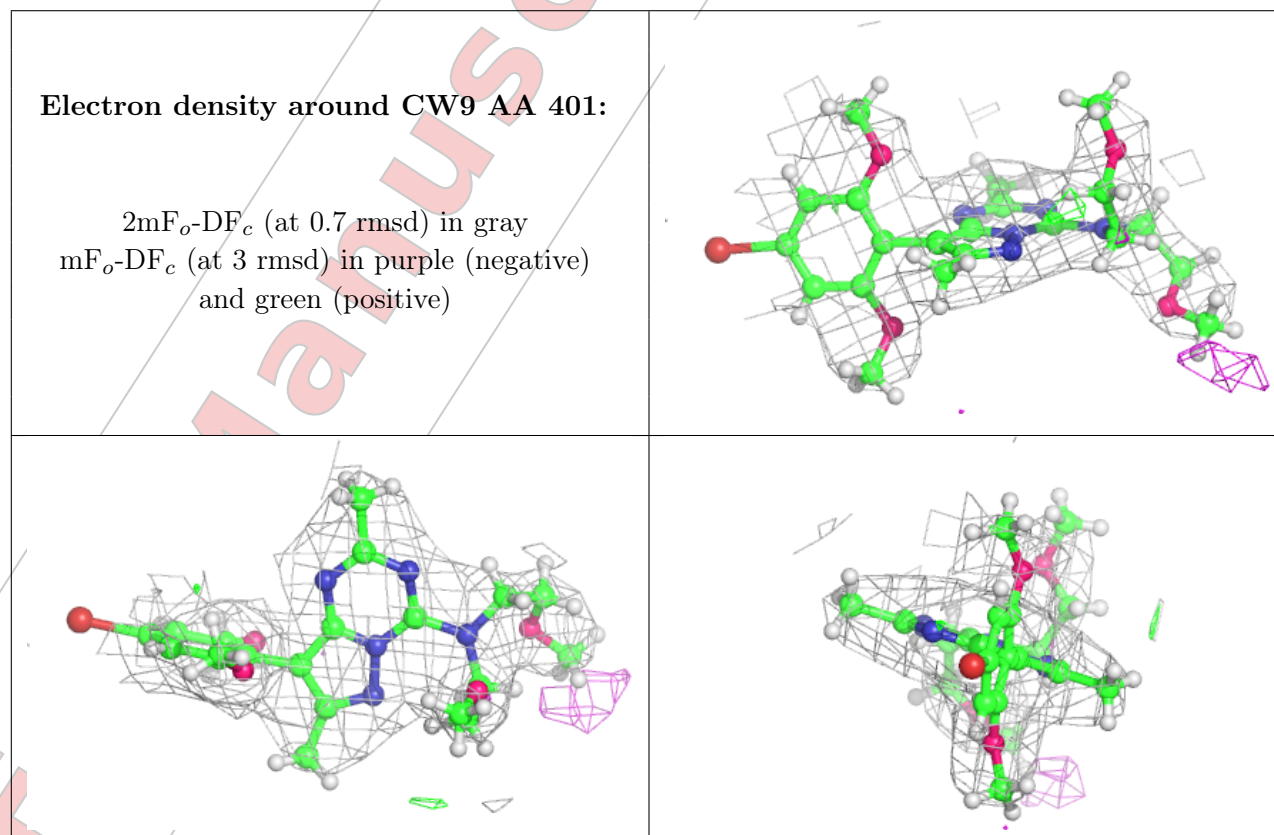 Electron density around CW9 AA 401:
2mFo-DFc (at 0.7 rmsd) in gray
mFo-DFc (at 3 rmsd) in purple (negative)
and green (positive)
Manusc